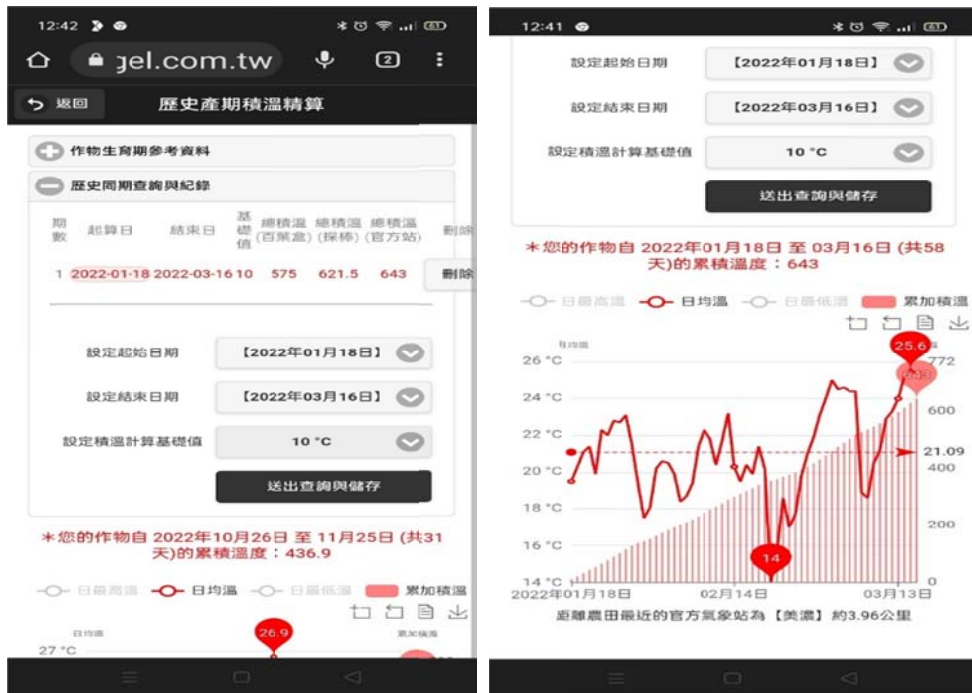 12:42
61
gel.com.tw
2
返回
歷史產期積溫精算
作物生育期參考資料
歷史同期查詢與紀錄
期數 起算日 結束日 基礎值 總積溫(百葉盒) 總積溫(探棒) 總積溫(官方站) 刪除
1 2022-01-18 2022-03-16 10 575 621.5 643 刪除
設定起始日期 【2022年01月18日】
設定結束日期 【2022年03月16日】
設定積溫計算基礎值 10 °C
送出查詢與儲存
*您的作物自 2022年10月26日 至 11月25日 (共31
天)的累積溫度：436.9
日最高溫 日均溫 日最低溫 累加積溫
日均溫 26.9 累加積溫
27 °C
12:41
60
設定起始日期 【2022年01月18日】
設定結束日期 【2022年03月16日】
設定積溫計算基礎值 10 °C
送出查詢與儲存
*您的作物自 2022年01月18日 至 03月16日 (共58
天)的累積溫度：643
日最高溫 日均溫 日最低溫 累加積溫
日均溫 25.6
26 °C 772
643
24 °C
600
22 °C
21.09
20 °C 400
18 °C
200
16 °C
14
14 °C 0
2022年01月18日 02月14日 03月13日
距離農田最近的官方氣象站為【美濃】約3.96公里